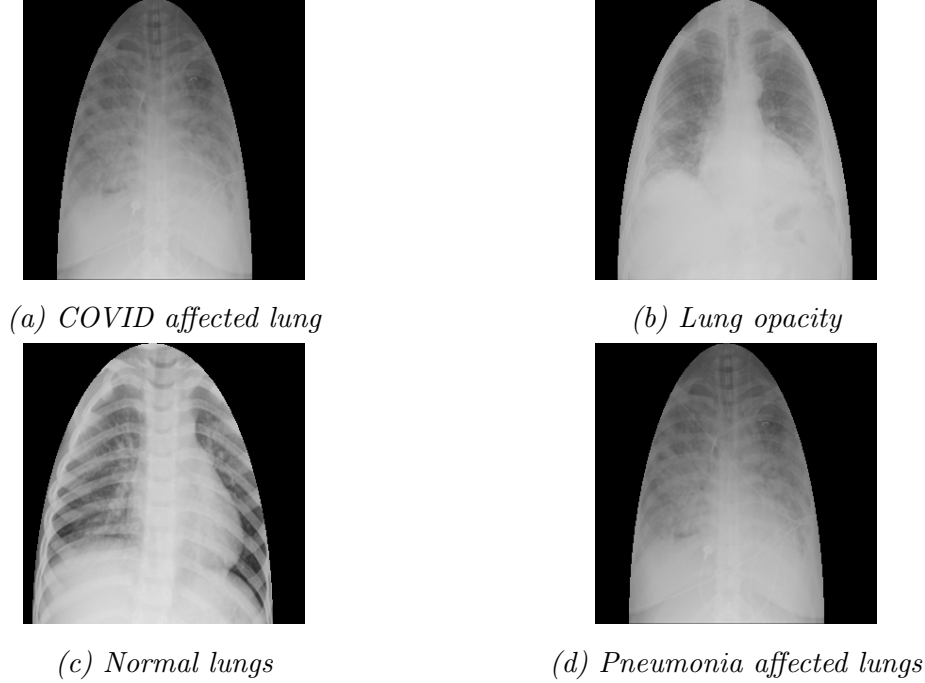 (a) COVID affected lung
(b) Lung opacity
(c) Normal lungs
(d) Pneumonia affected lungs